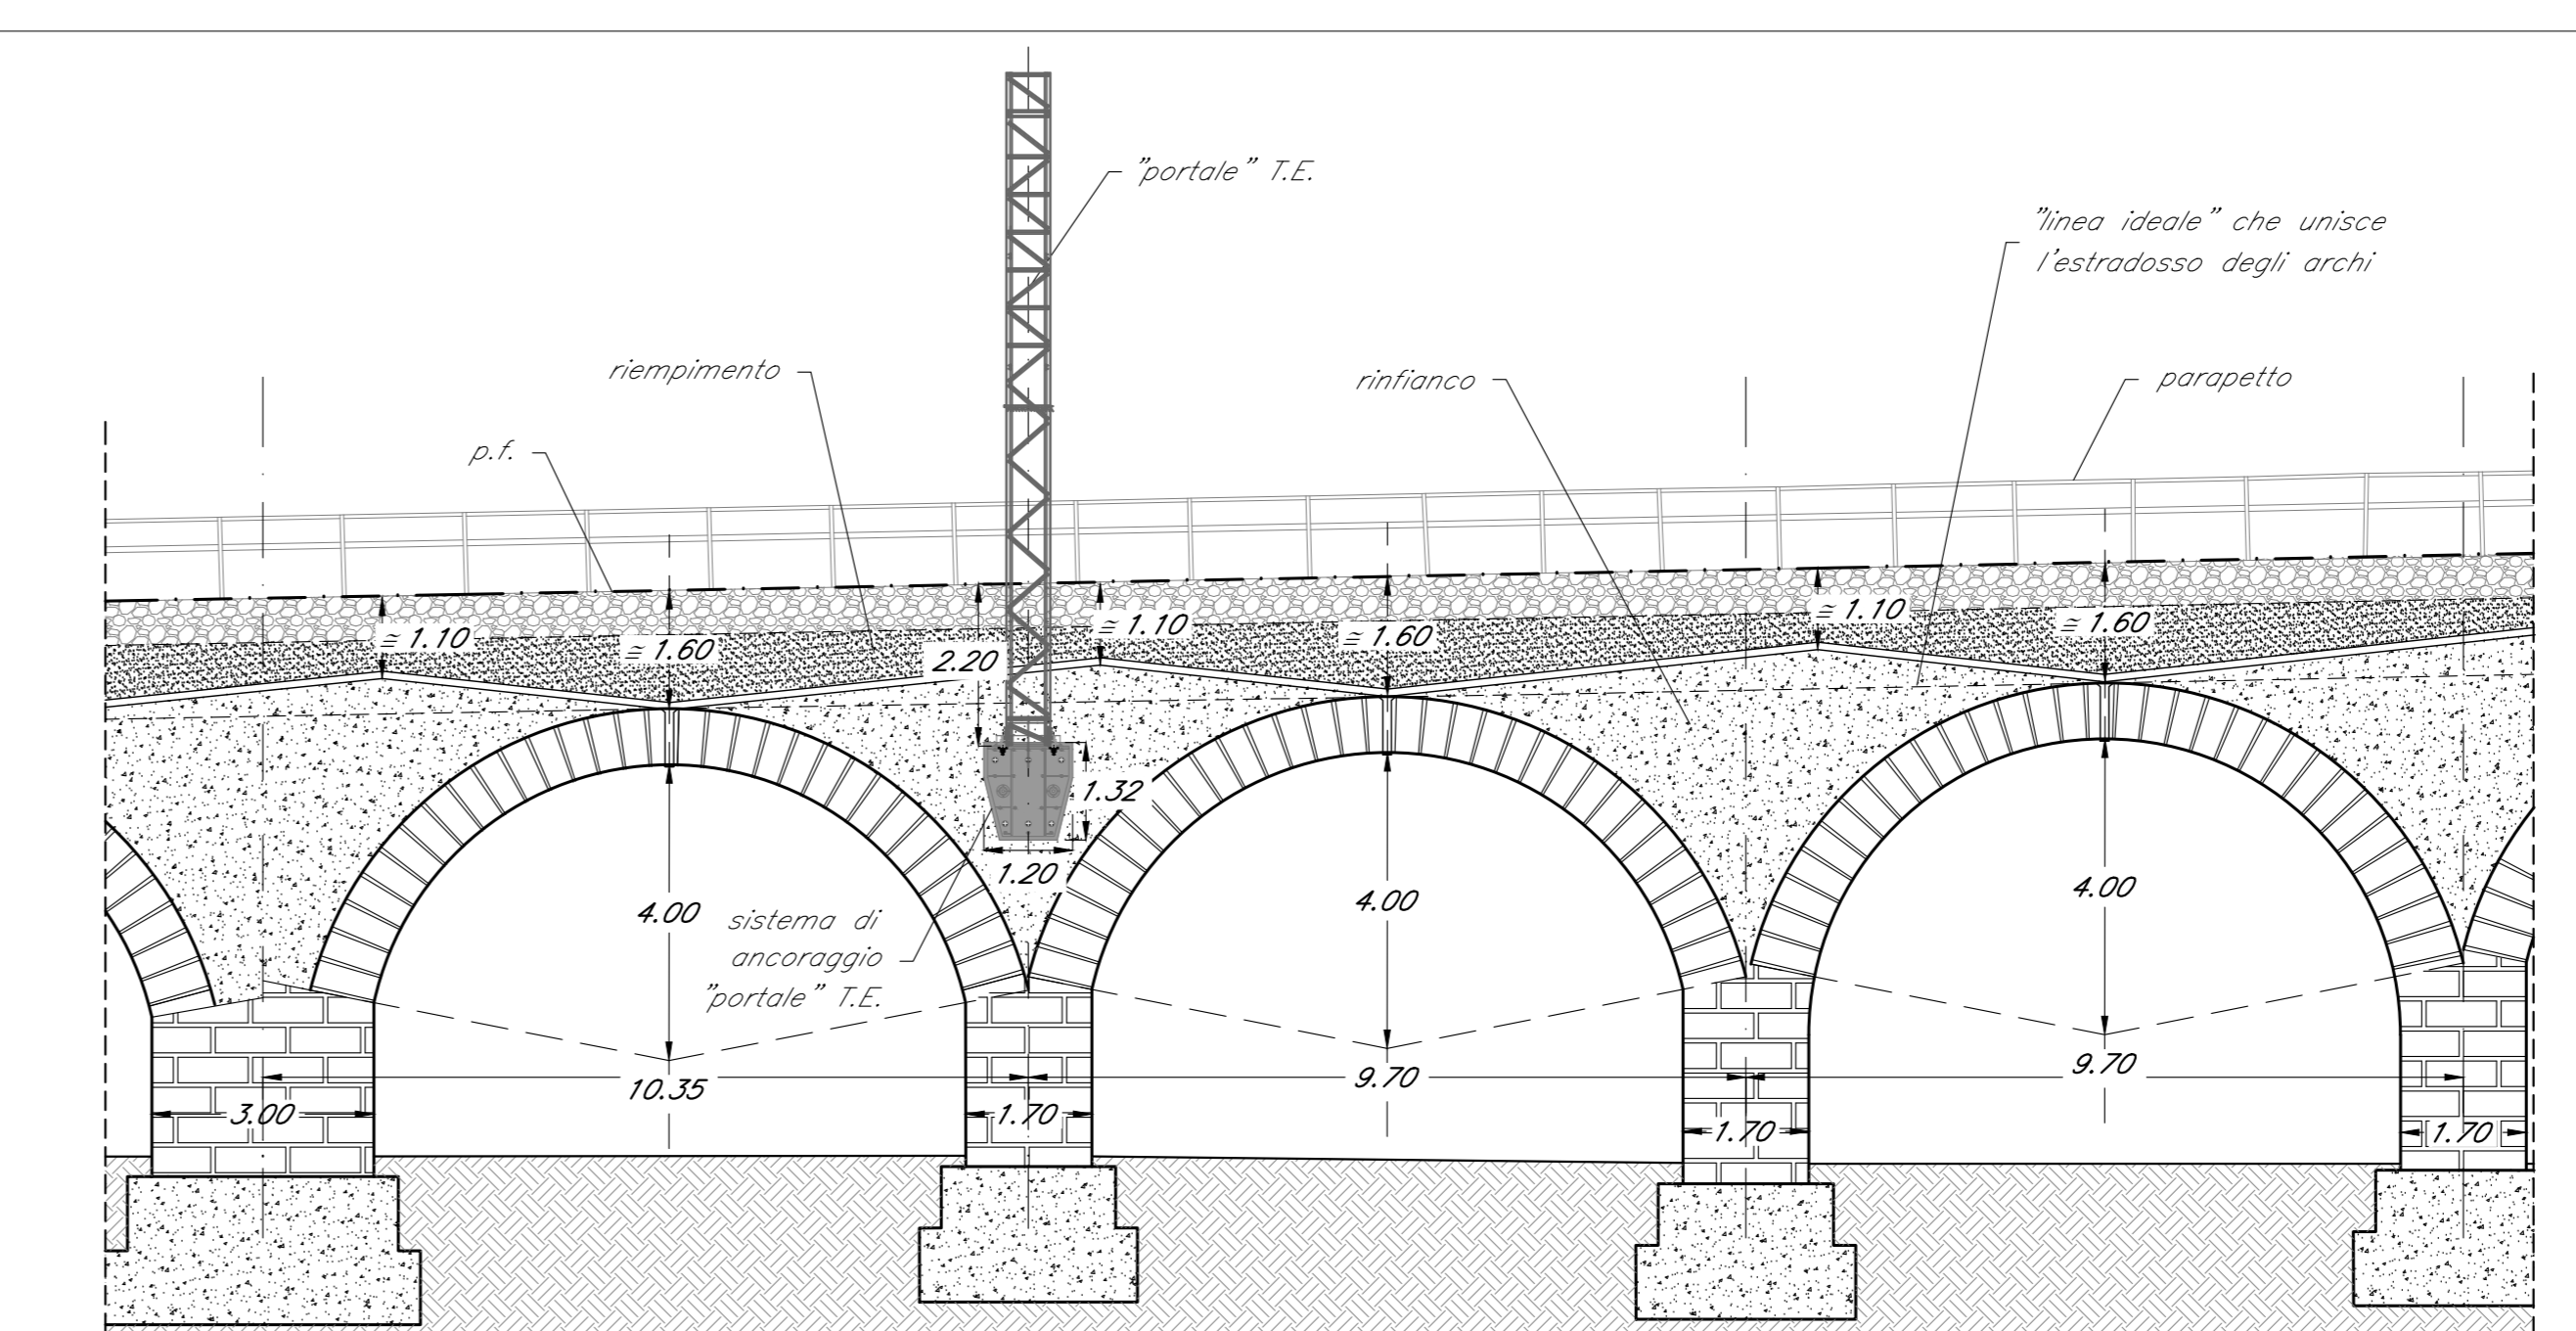 "portale" T.E.
"linea ideale" che unisce
l'estradosso degli archi
riempimento
rinfianco
parapetto
p.f.
≅ 1.10
≅ 1.60
2.20
≅ 1.10
≅ 1.60
≅ 1.10
≅ 1.60
1.32
1.20
4.00
sistema di
ancoraggio
"portale" T.E.
4.00
4.00
10.35
9.70
9.70
3.00
1.70
1.70
1.70